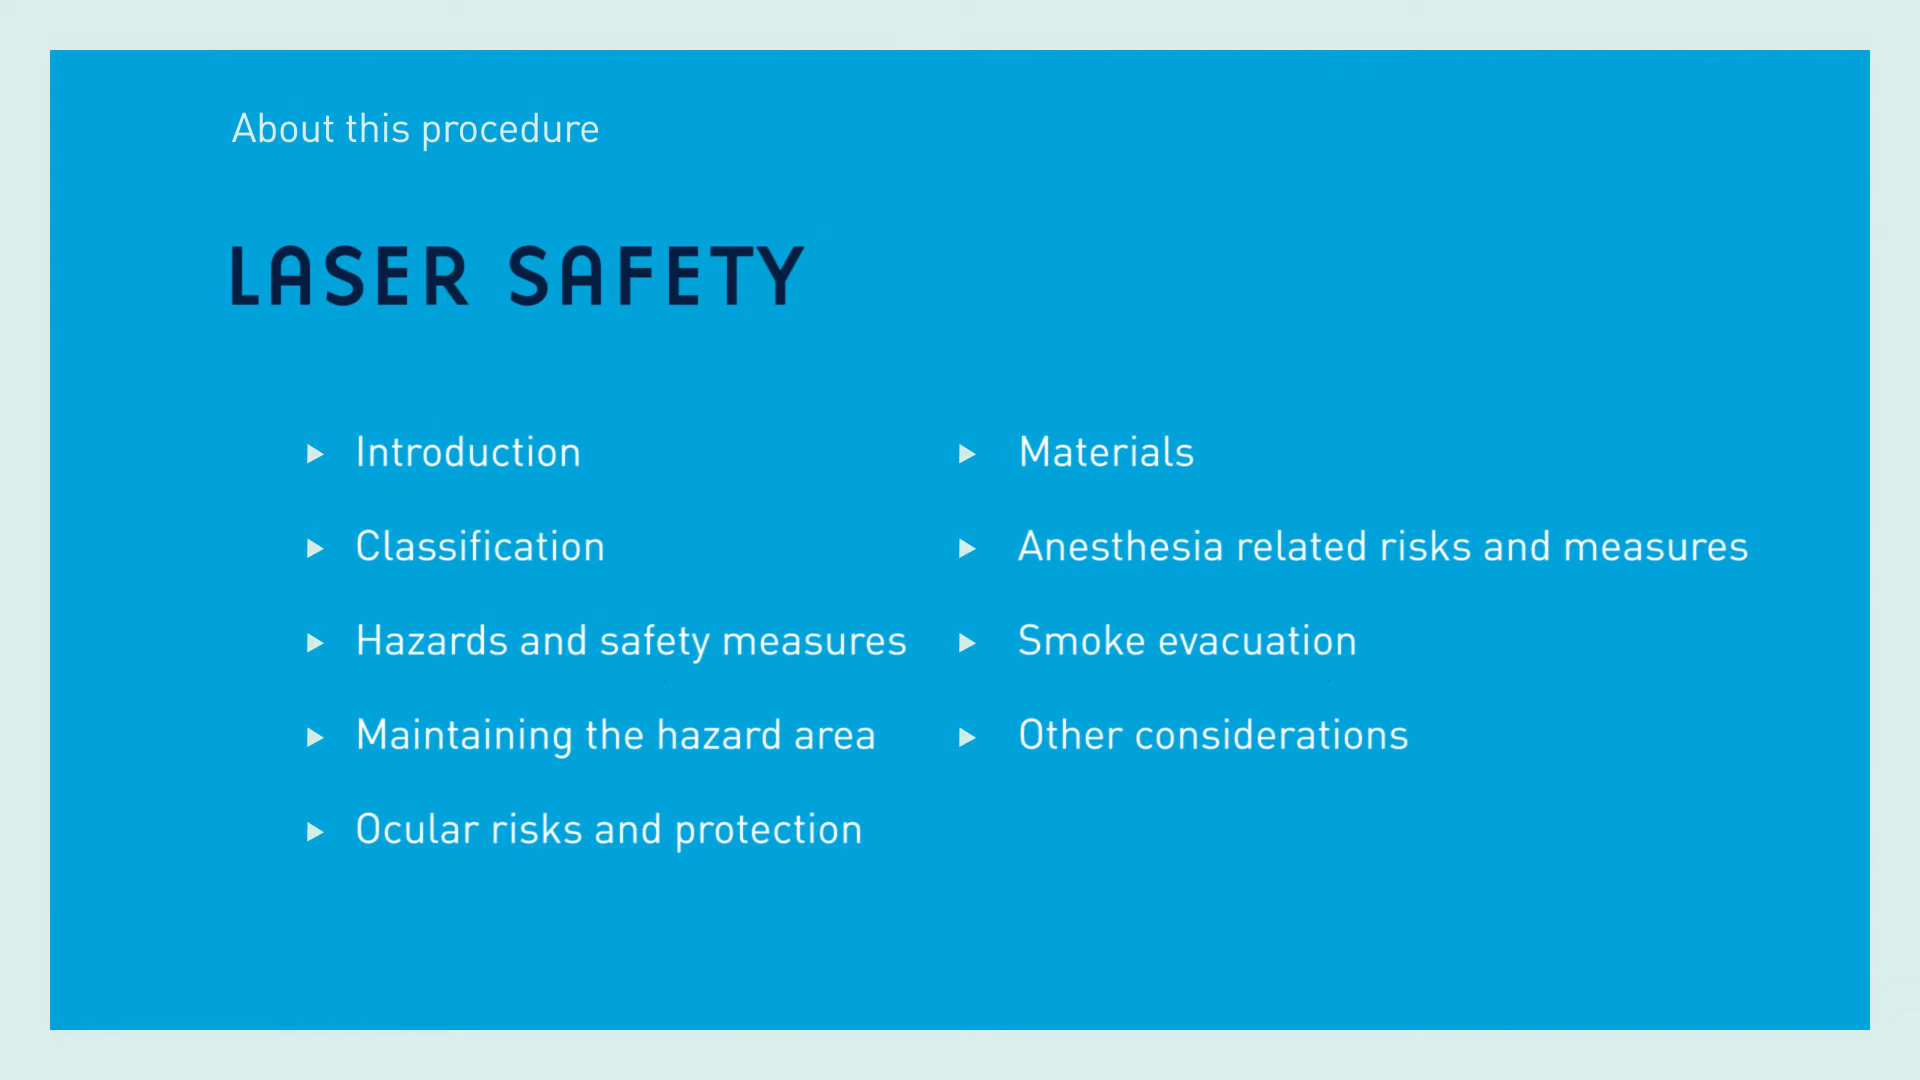 About this procedure
LASER SAFETY
Introduction
Classification
Hazards and safety measures
Maintaining the hazard area
Ocular risks and protection
Materials
Anesthesia related risks and measures
Smoke evacuation
Other considerations